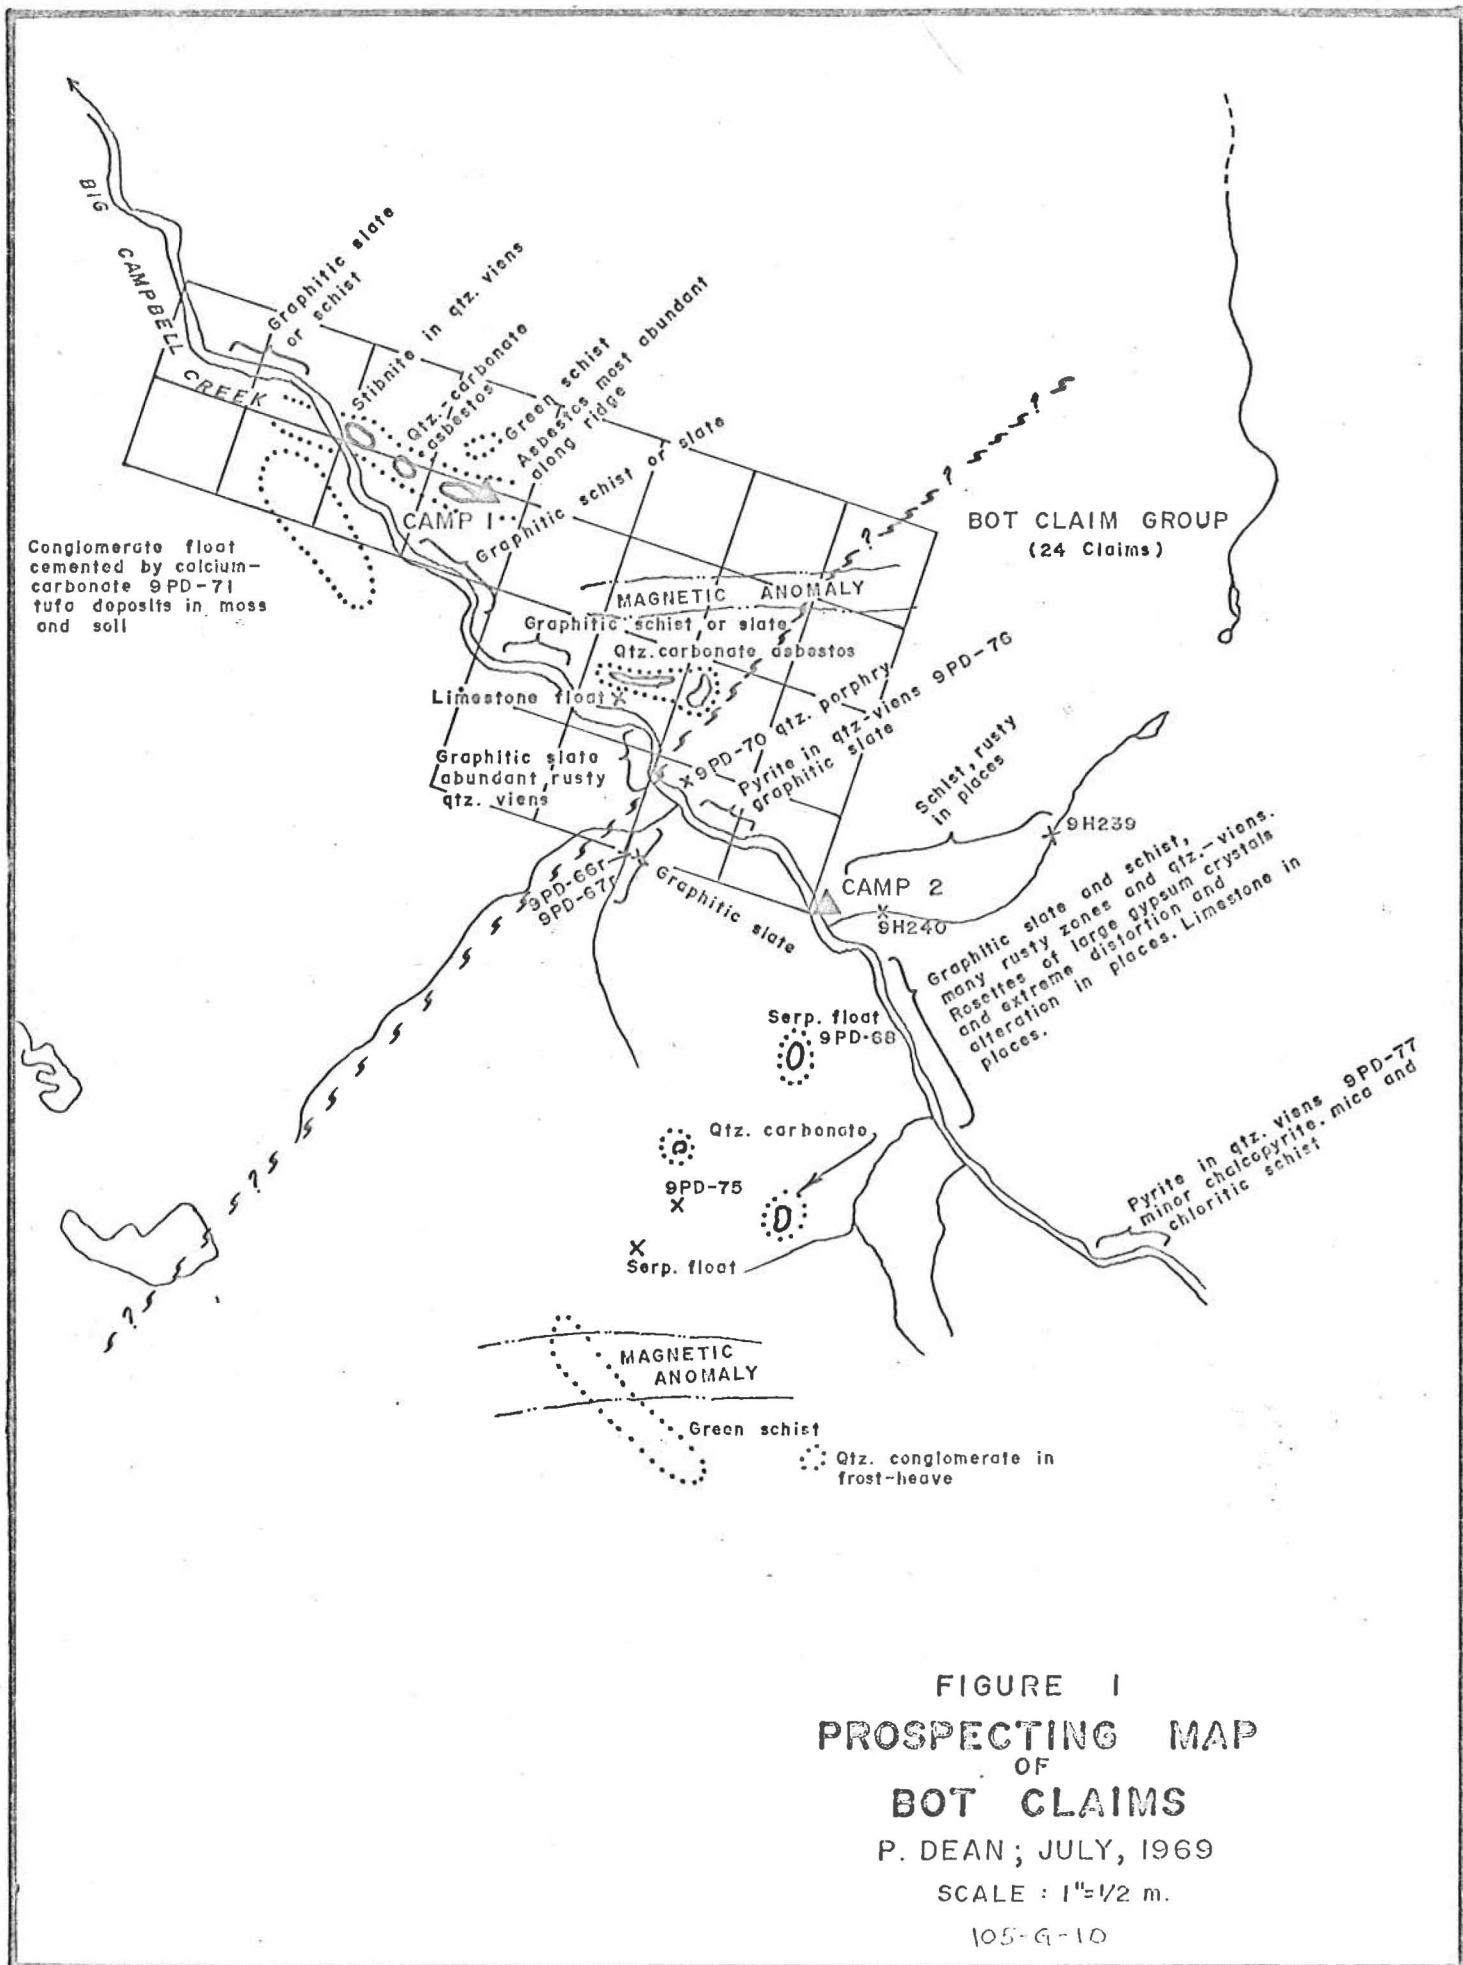 BIG
CAMPBELL
CREEK
Graphitic slate
or schist
Stibnite in qtz. viens
Qtz.-carbonate
asbestos
Green schist
Asbestos most abundant
along ridge
Graphitic schist or slate
CAMP 1
Conglomerate float
cemented by calcium-
carbonate 9PD-71
tufa deposits in moss
and soil
BOT CLAIM GROUP
(24 Claims)
?
?
?
MAGNETIC ANOMALY
Graphitic schist or slate
Qtz. carbonate asbestos
Limestone float
9PD-70 qtz. porphry
Pyrite in qtz-viens 9PD-76
graphitic slate
Graphitic slate
abundant rusty
qtz. viens
Schist, rusty
in places
9H239
9PD-66r
9PD-67r
Graphitic slate
CAMP 2
9H240
Graphitic slate and schist,
many rusty zones and qtz.-viens.
Rosettes of large gypsum crystals
and extreme distortion and
alteration in places. Limestone in
places.
Serp. float
9PD-68
Qtz. carbonate
9PD-75
Serp. float
Pyrite in qtz. viens 9PD-77
minor chalcopyrite, mica and
chloritic schist
?
?
MAGNETIC
ANOMALY
Green schist
Qtz. conglomerate in
frost-heave
FIGURE 1
PROSPECTING MAP
OF
BOT CLAIMS
P. DEAN; JULY, 1969
SCALE : 1"=1/2 m.
105-G-10